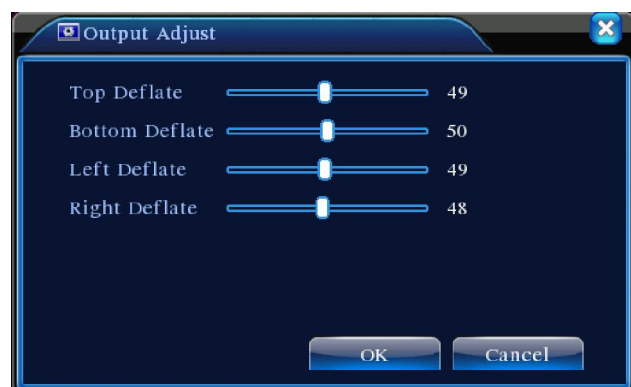 Output Adjust
Top Deflate 49
Bottom Deflate 50
Left Deflate 49
Right Deflate 48
OK Cancel